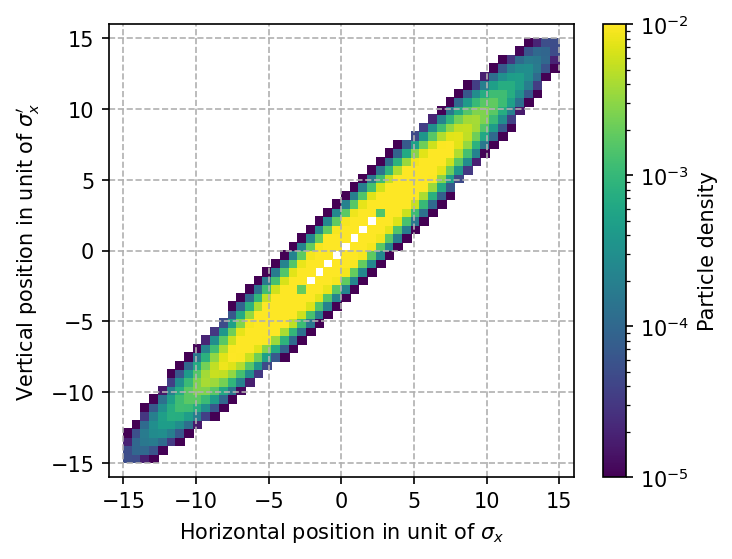 15
10
5
0
−5
−10
−15
−15 −10 −5 0 5 10 15
Vertical position in unit of σ′ₓ
Horizontal position in unit of σₓ
10⁻²
10⁻³
10⁻⁴
10⁻⁵
Particle density